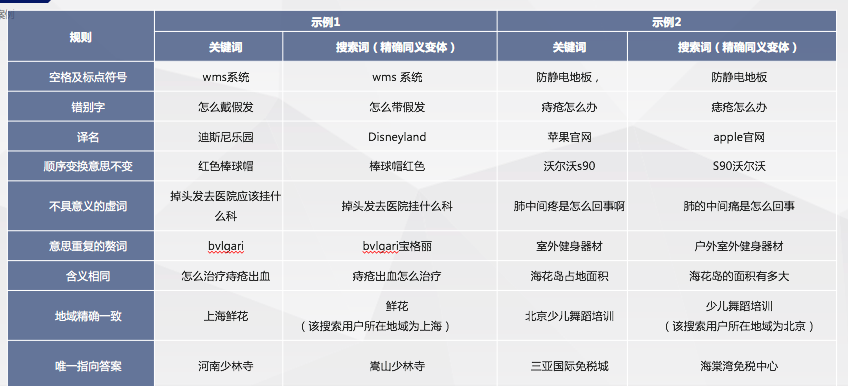 案例
规则 示例1 示例2
关键词 搜索词（精确同义变体） 关键词 搜索词（精确同义变体）
空格及标点符号 wms系统 wms 系统 防静电地板， 防静电地板
错别字 怎么戴假发 怎么带假发 痔疮怎么办 痣疮怎么办
译名 迪斯尼乐园 Disneyland 苹果官网 apple官网
顺序变换意思不变 红色棒球帽 棒球帽红色 沃尔沃s90 S90沃尔沃
不具意义的虚词 掉头发去医院应该挂什么科 掉头发去医院挂什么科 肺中间疼是怎么回事啊 肺的中间痛是怎么回事
意思重复的赘词 bvlgari bvlgari宝格丽 室外健身器材 户外室外健身器材
含义相同 怎么治疗痔疮出血 痔疮出血怎么治疗 海花岛占地面积 海花岛的面积有多大
地域精确一致 上海鲜花 鲜花（该搜索用户所在地域为上海） 北京少儿舞蹈培训 少儿舞蹈培训（该搜索用户所在地域为北京）
唯一指向答案 河南少林寺 嵩山少林寺 三亚国际免税城 海棠湾免税中心